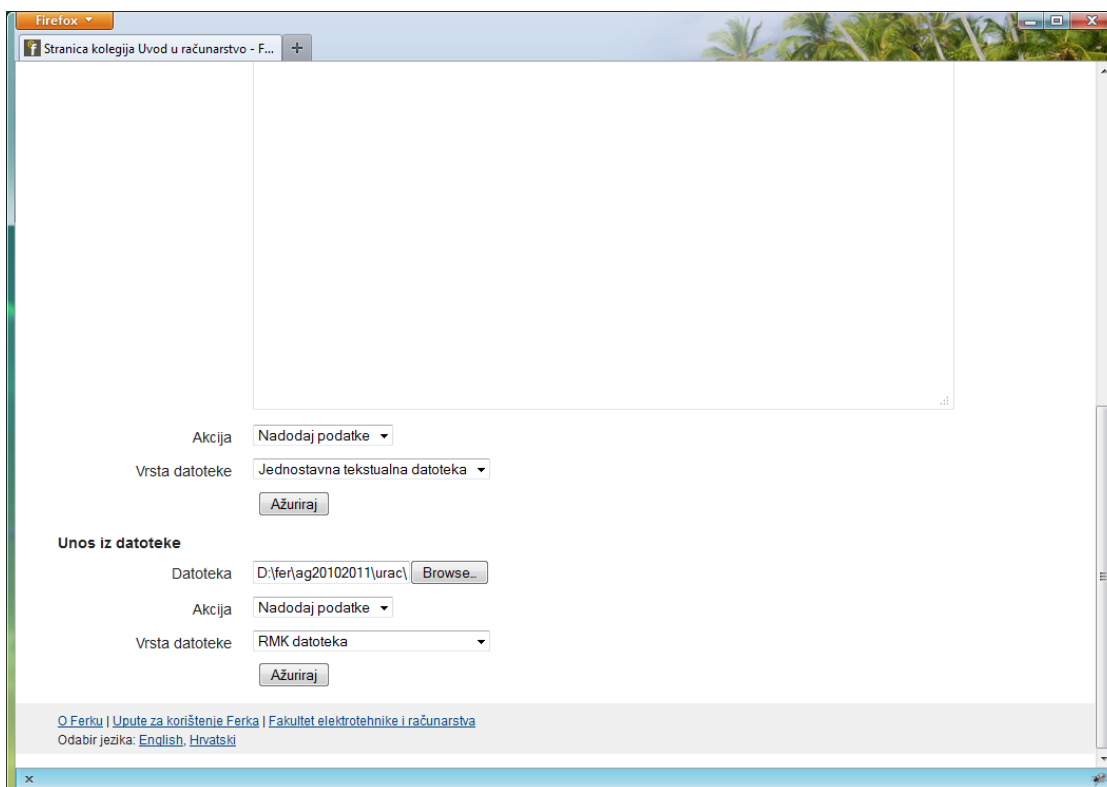 Firefox
Stranica kolegija Uvod u računarstvo - F...
Akcija Nadodaj podatke
Vrsta datoteke Jednostavna tekstualna datoteka
Ažuriraj
Unos iz datoteke
Datoteka D:\fer\ag20102011\urac\ Browse...
Akcija Nadodaj podatke
Vrsta datoteke RMK datoteka
Ažuriraj
O Ferku | Upute za korištenje Ferka | Fakultet elektrotehnike i računarstva
Odabir jezika: English, Hrvatski